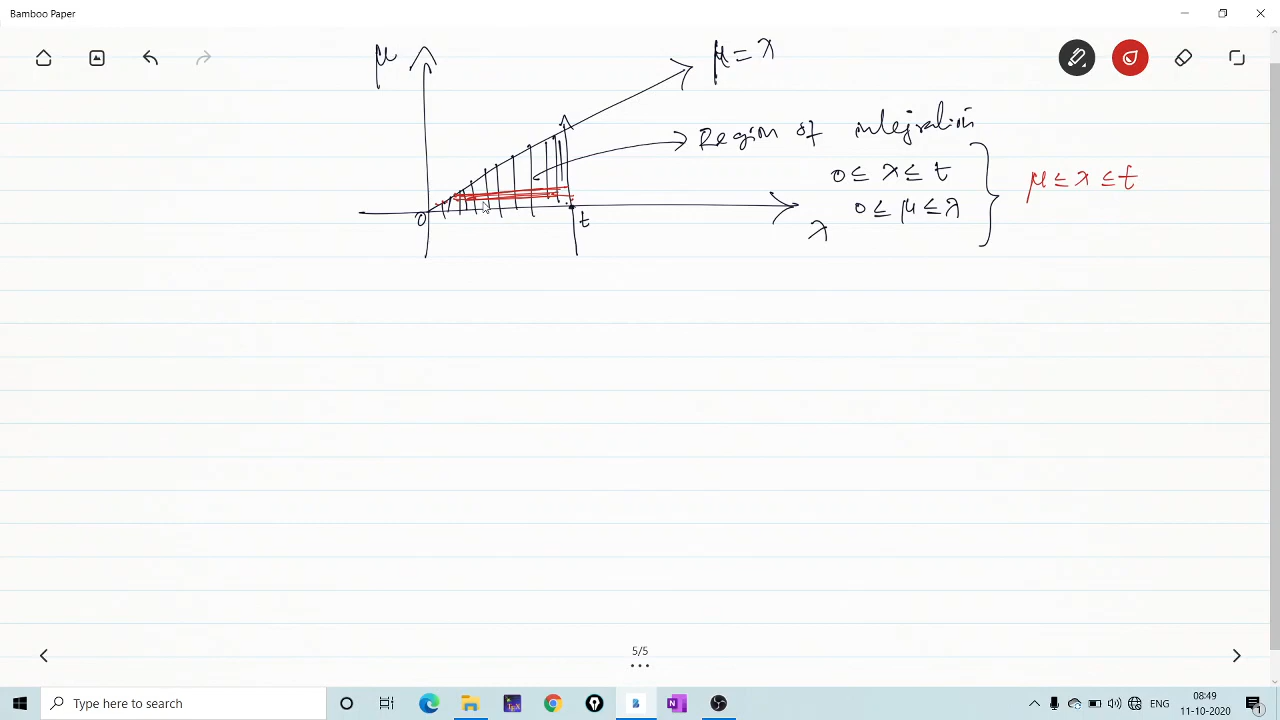 Bamboo Paper
μ
μ = λ
Region of integration
0 ≤ λ ≤ t
0 ≤ μ ≤ λ
μ ≤ λ ≤ t
0
t
λ
5/5
Type here to search
ENG
08:49
11-10-2020
1